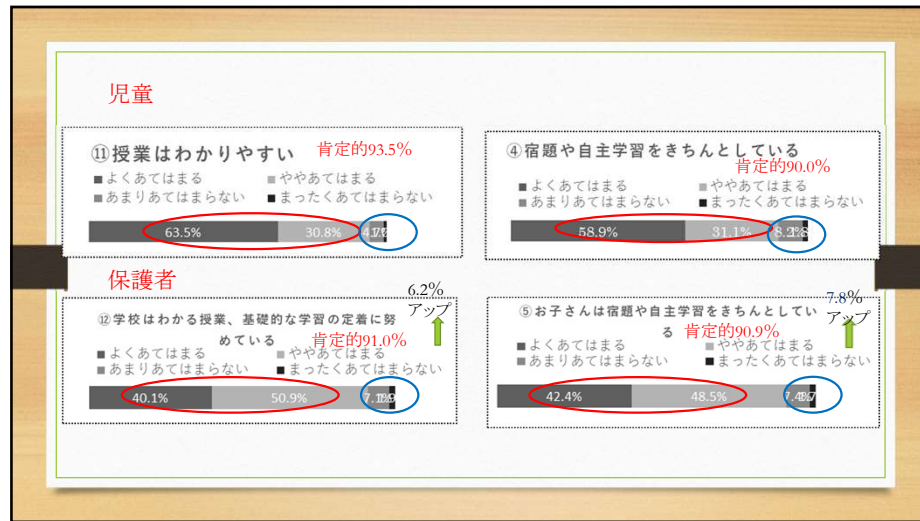 児童
⑪授業はわかりやすい
肯定的93.5%
■よくあてはまる ■ややあてはまる
■あまりあてはまらない ■まったくあてはまらない
63.5% 30.8%
④宿題や自主学習をきちんとしている
肯定的90.0%
■よくあてはまる ■ややあてはまる
■あまりあてはまらない ■まったくあてはまらない
58.9% 31.1%
保護者
6.2%
アップ
⑫学校はわかる授業、基礎的な学習の定着に努
めている
肯定的91.0%
■よくあてはまる ■ややあてはまる
■あまりあてはまらない ■まったくあてはまらない
40.1% 50.9%
7.8%
アップ
⑤お子さんは宿題や自主学習をきちんとしてい
る
肯定的90.9%
■よくあてはまる ■ややあてはまる
■あまりあてはまらない ■まったくあてはまらない
42.4% 48.5%